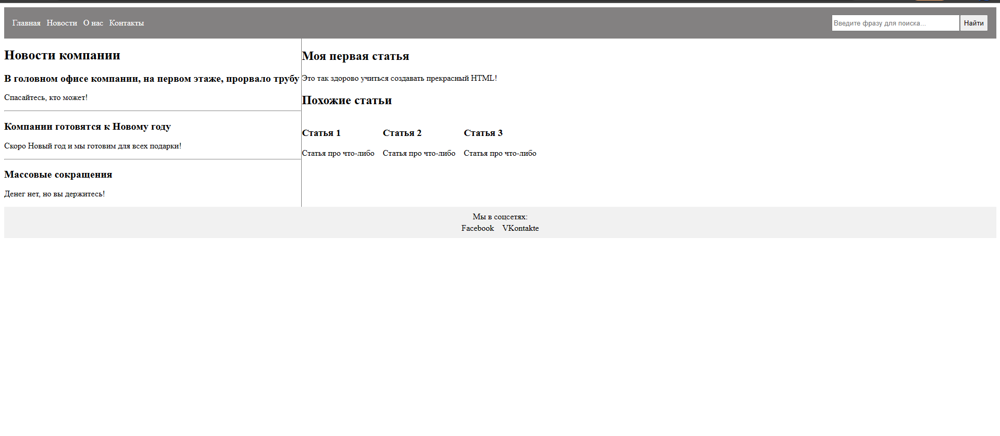 Главная Новости О нас Контакты
Введите фразу для поиска... Найти
Новости компании
В головном офисе компании, на первом этаже, прорвало трубу
Спасайтесь, кто может!
Компании готовятся к Новому году
Скоро Новый год и мы готовим для всех подарки!
Массовые сокращения
Денег нет, но вы держитесь!
Моя первая статья
Это так здорово учиться создавать прекрасный HTML!
Похожие статьи
Статья 1 Статья 2 Статья 3
Статья про что-либо Статья про что-либо Статья про что-либо
Мы в соцсетях:
Facebook VKontakte